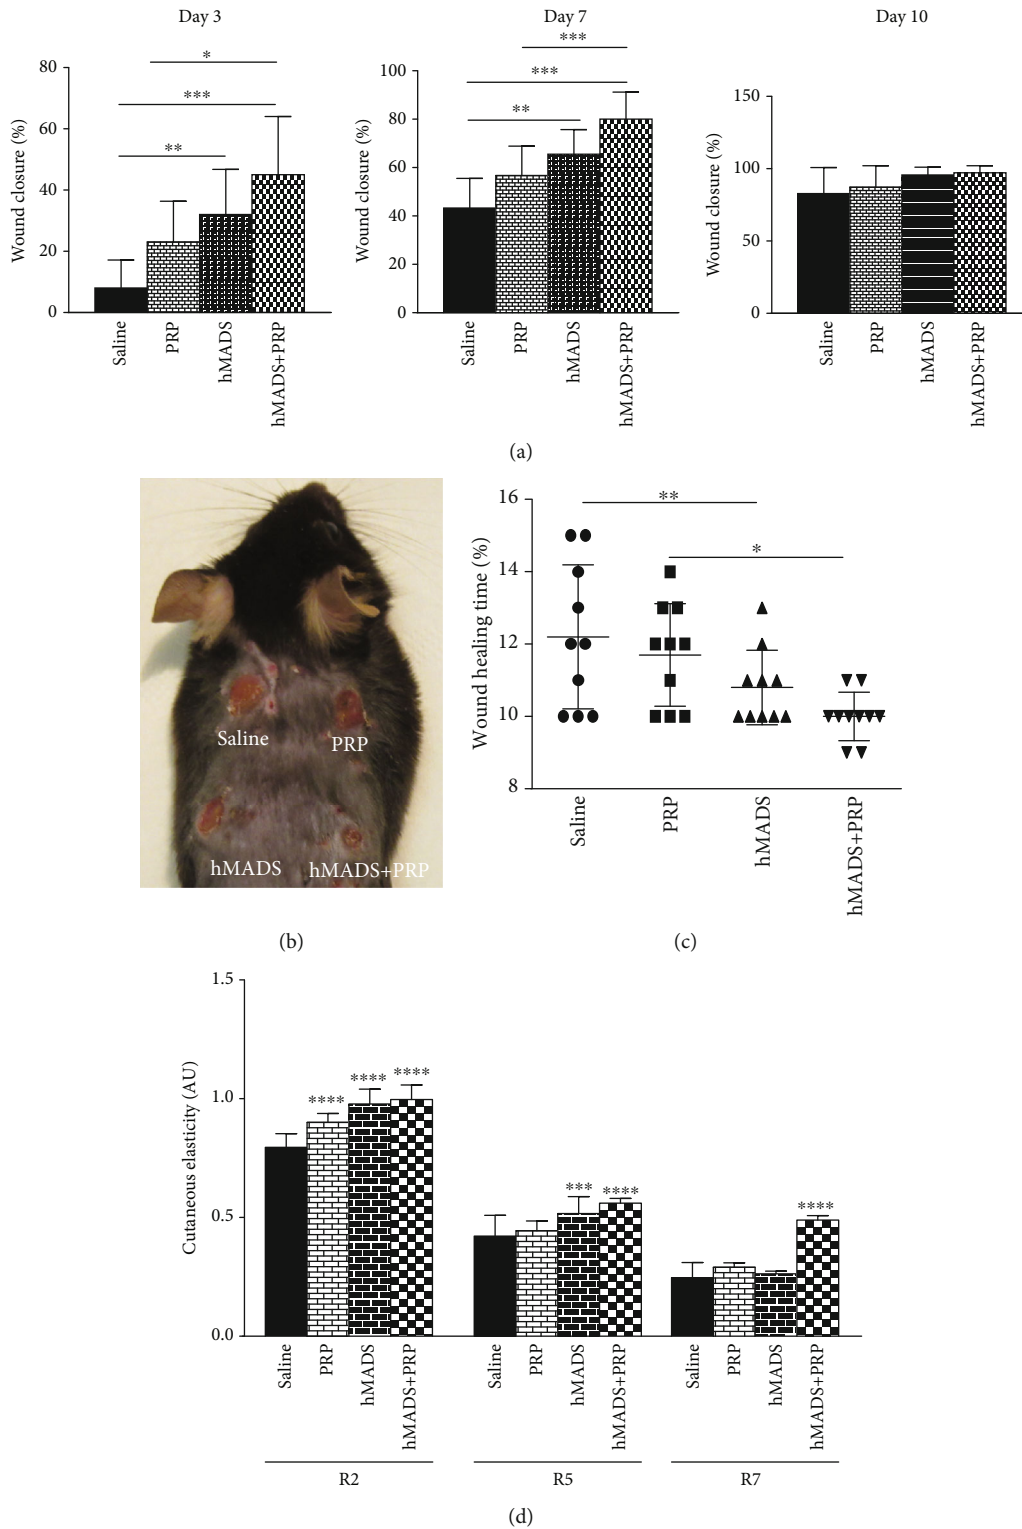 Day 3
Day 7
Day 10
Wound closure (%)
80
60
40
20
0
*
***
**
Saline
PRP
hMADS
hMADS+PRP
Wound closure (%)
100
80
60
40
20
0
***
***
**
Saline
PRP
hMADS
hMADS+PRP
Wound closure (%)
150
100
50
0
Saline
PRP
hMADS
hMADS+PRP
(a)
Saline
PRP
hMADS
hMADS+PRP
(b)
Wound healing time (%)
16
14
12
10
8
**
*
Saline
PRP
hMADS
hMADS+PRP
(c)
Cutaneous elasticity (AU)
1.5
1.0
0.5
0.0
****
****
****
***
****
****
Saline
PRP
hMADS
hMADS+PRP
Saline
PRP
hMADS
hMADS+PRP
Saline
PRP
hMADS
hMADS+PRP
R2
R5
R7
(d)